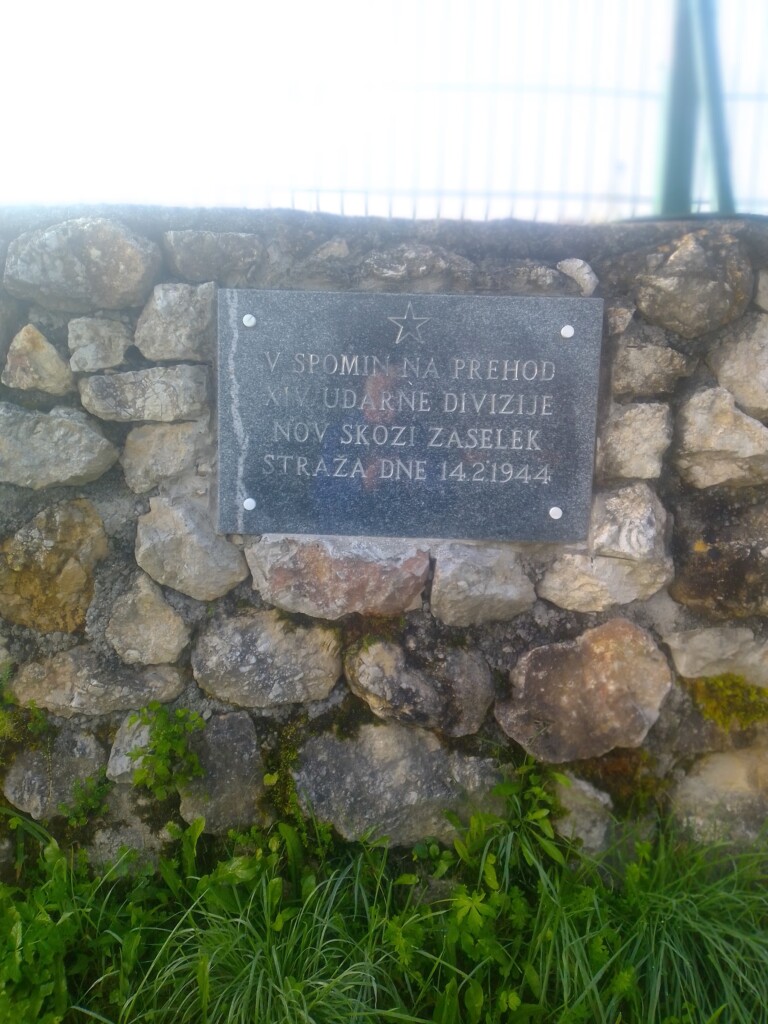 V SPOMIN NA PREHOD
XIV. UDARNE DIVIZIJE
NOV SKOZI ZASELEK
STRAŽA DNE 14.2.1944